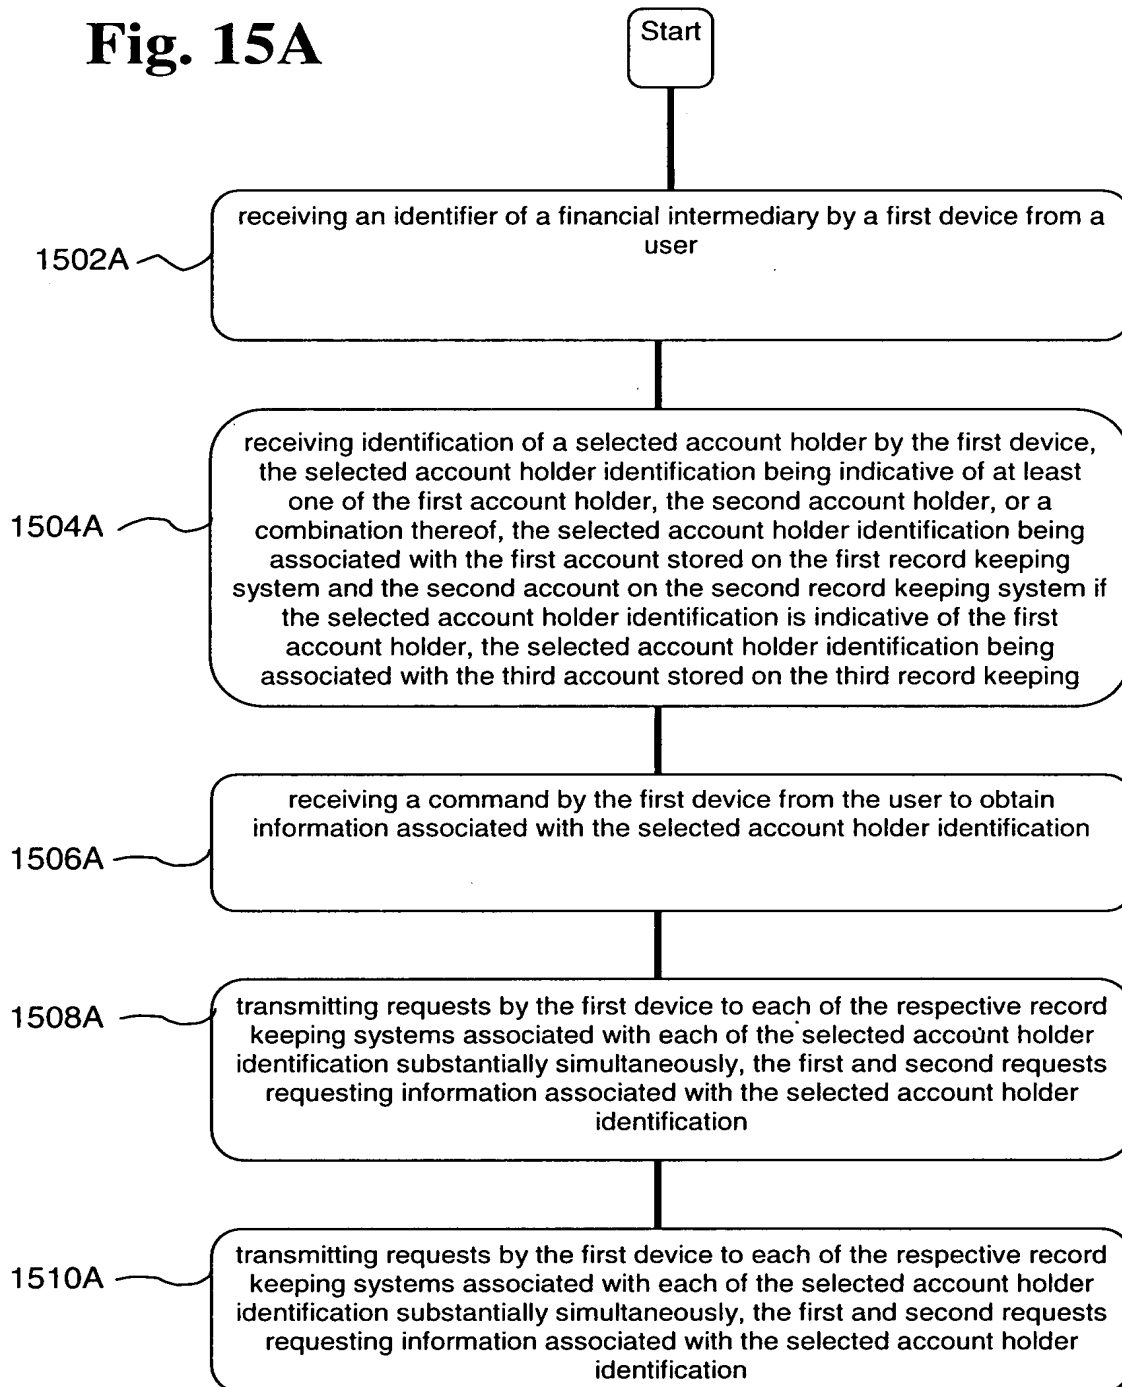 Fig. 15A
Start
receiving an identifier of a financial intermediary by a first device from a
user
1502A
receiving identification of a selected account holder by the first device,
the selected account holder identification being indicative of at least
one of the first account holder, the second account holder, or a
combination thereof, the selected account holder identification being
associated with the first account stored on the first record keeping
system and the second account on the second record keeping system if
the selected account holder identification is indicative of the first
account holder, the selected account holder identification being
associated with the third account stored on the third record keeping
1504A
receiving a command by the first device from the user to obtain
information associated with the selected account holder identification
1506A
transmitting requests by the first device to each of the respective record
keeping systems associated with each of the selected account holder
identification substantially simultaneously, the first and second requests
requesting information associated with the selected account holder
identification
1508A
transmitting requests by the first device to each of the respective record
keeping systems associated with each of the selected account holder
identification substantially simultaneously, the first and second requests
requesting information associated with the selected account holder
identification
1510A